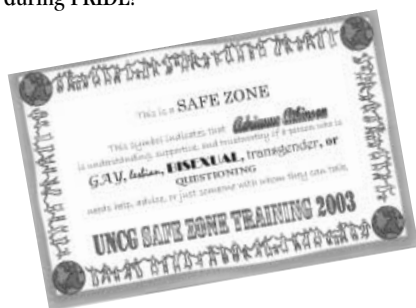 during PRIDE!
This is a SAFE ZONE
This symbol indicates that Adrienne Atkinson
is understanding, supportive, and trustworthy if a person who is
GAY, lesbian, BISEXUAL, transgender, or
QUESTIONING
needs help, advise, or just someone with whom they can talk.
UNCG SAFE ZONE TRAINING 2003